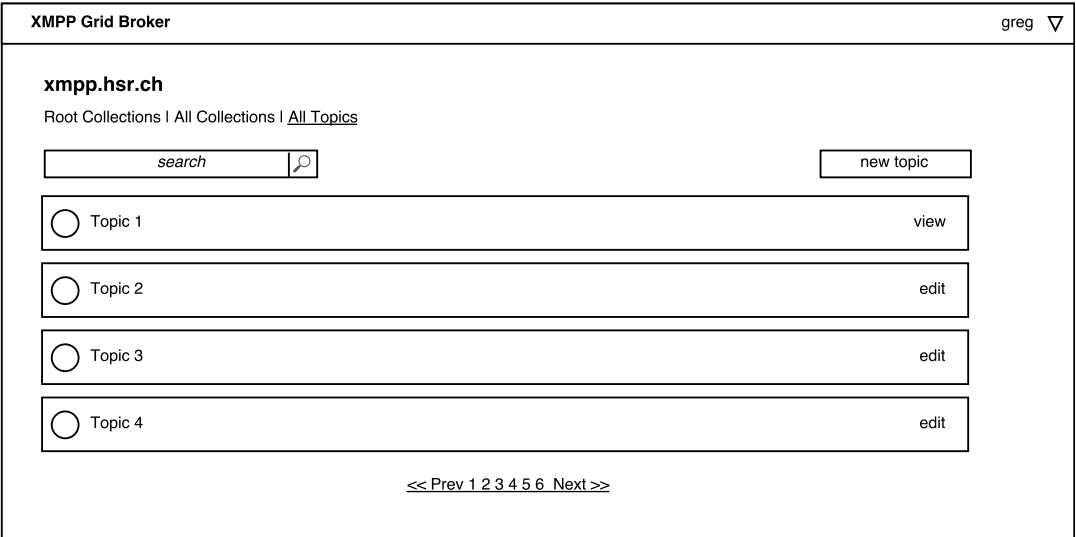 XMPP Grid Broker greg
xmpp.hsr.ch
Root Collections | All Collections | All Topics
search new topic
Topic 1 view
Topic 2 edit
Topic 3 edit
Topic 4 edit
<< Prev 1 2 3 4 5 6 Next >>